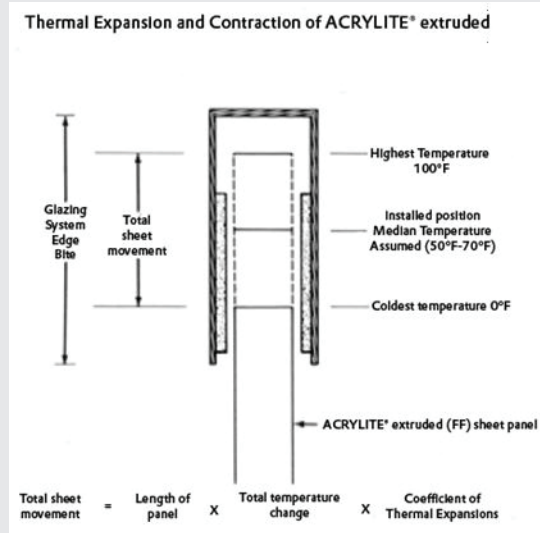 Thermal Expansion and Contraction of ACRYLITE® extruded
Highest Temperature
100°F
Glazing
System
Edge
Bite
Total
sheet
movement
Installed position
Median Temperature
Assumed (50°F-70°F)
Coldest temperature 0°F
ACRYLITE® extruded (FF) sheet panel
Total sheet
movement
=
Length of
panel
X
Total temperature
change
X
Coefficient of
Thermal Expansions